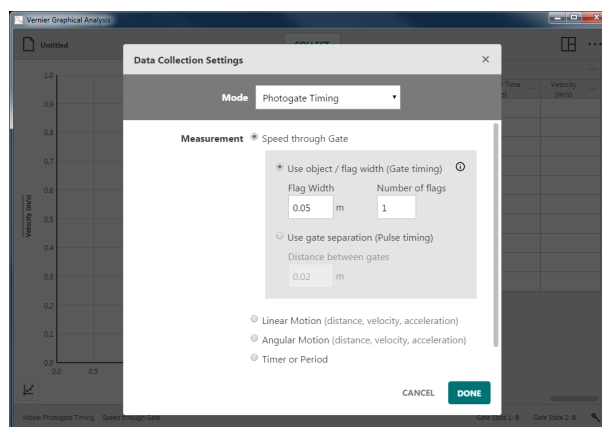 Vernier Graphical Analysis
Untitled
COLLECT
Data Collection Settings
×
Mode Photogate Timing
Measurement Speed through Gate
Use object / flag width (Gate timing)
Flag Width Number of flags
0.05 m 1
Use gate separation (Pulse timing)
Distance between gates
0.02 m
Linear Motion (distance, velocity, acceleration)
Angular Motion (distance, velocity, acceleration)
Timer or Period
CANCEL DONE
Time
Velocity
(m/s)
Velocity (m/s)
1.0
0.9
0.8
0.7
0.6
0.5
0.4
0.3
0.2
0.1
0.0
0.0 0.5
Mode: Photogate Timing Speed through Gate
Gate State 1: 0 Gate State 2: 0